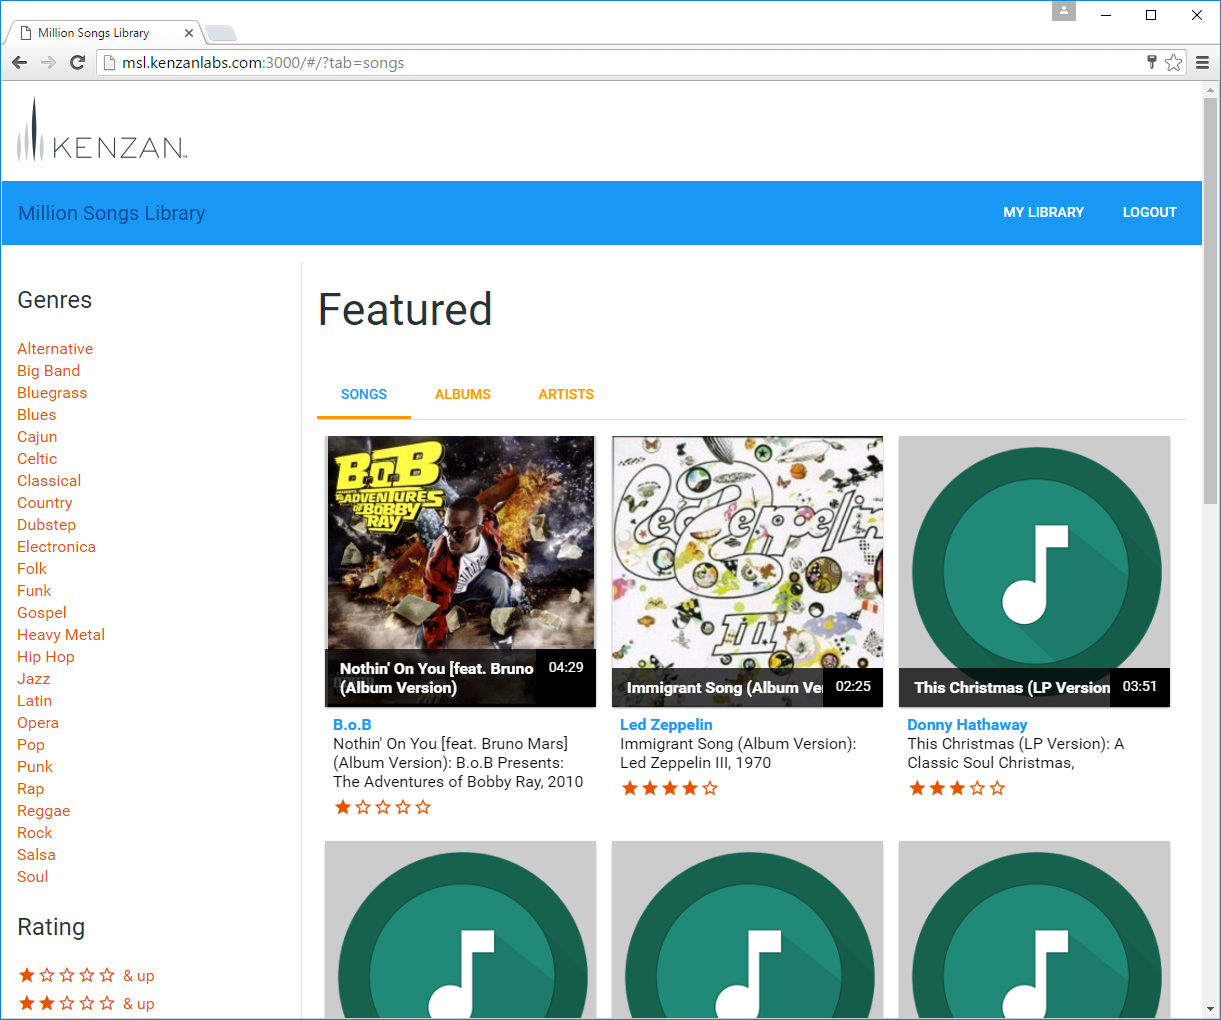 Million Songs Library
msl.kenzanlabs.com:3000/#/?tab=songs
KENZAN™
Million Songs Library
MY LIBRARY
LOGOUT
Genres
Alternative
Big Band
Bluegrass
Blues
Cajun
Celtic
Classical
Country
Dubstep
Electronica
Folk
Funk
Gospel
Heavy Metal
Hip Hop
Jazz
Latin
Opera
Pop
Punk
Rap
Reggae
Rock
Salsa
Soul
Rating
& up
& up
Featured
SONGS
ALBUMS
ARTISTS
B.o.B
PRESENTS:
THE ADVENTURES
OF BOBBY
RAY
Nothin' On You [feat. Bruno
(Album Version)
04:29
B.o.B
Nothin' On You [feat. Bruno Mars]
(Album Version): B.o.B Presents:
The Adventures of Bobby Ray, 2010
Led Zeppelin
III
Immigrant Song (Album Ve
02:25
Led Zeppelin
Immigrant Song (Album Version):
Led Zeppelin III, 1970
This Christmas (LP Version
03:51
Donny Hathaway
This Christmas (LP Version): A
Classic Soul Christmas,